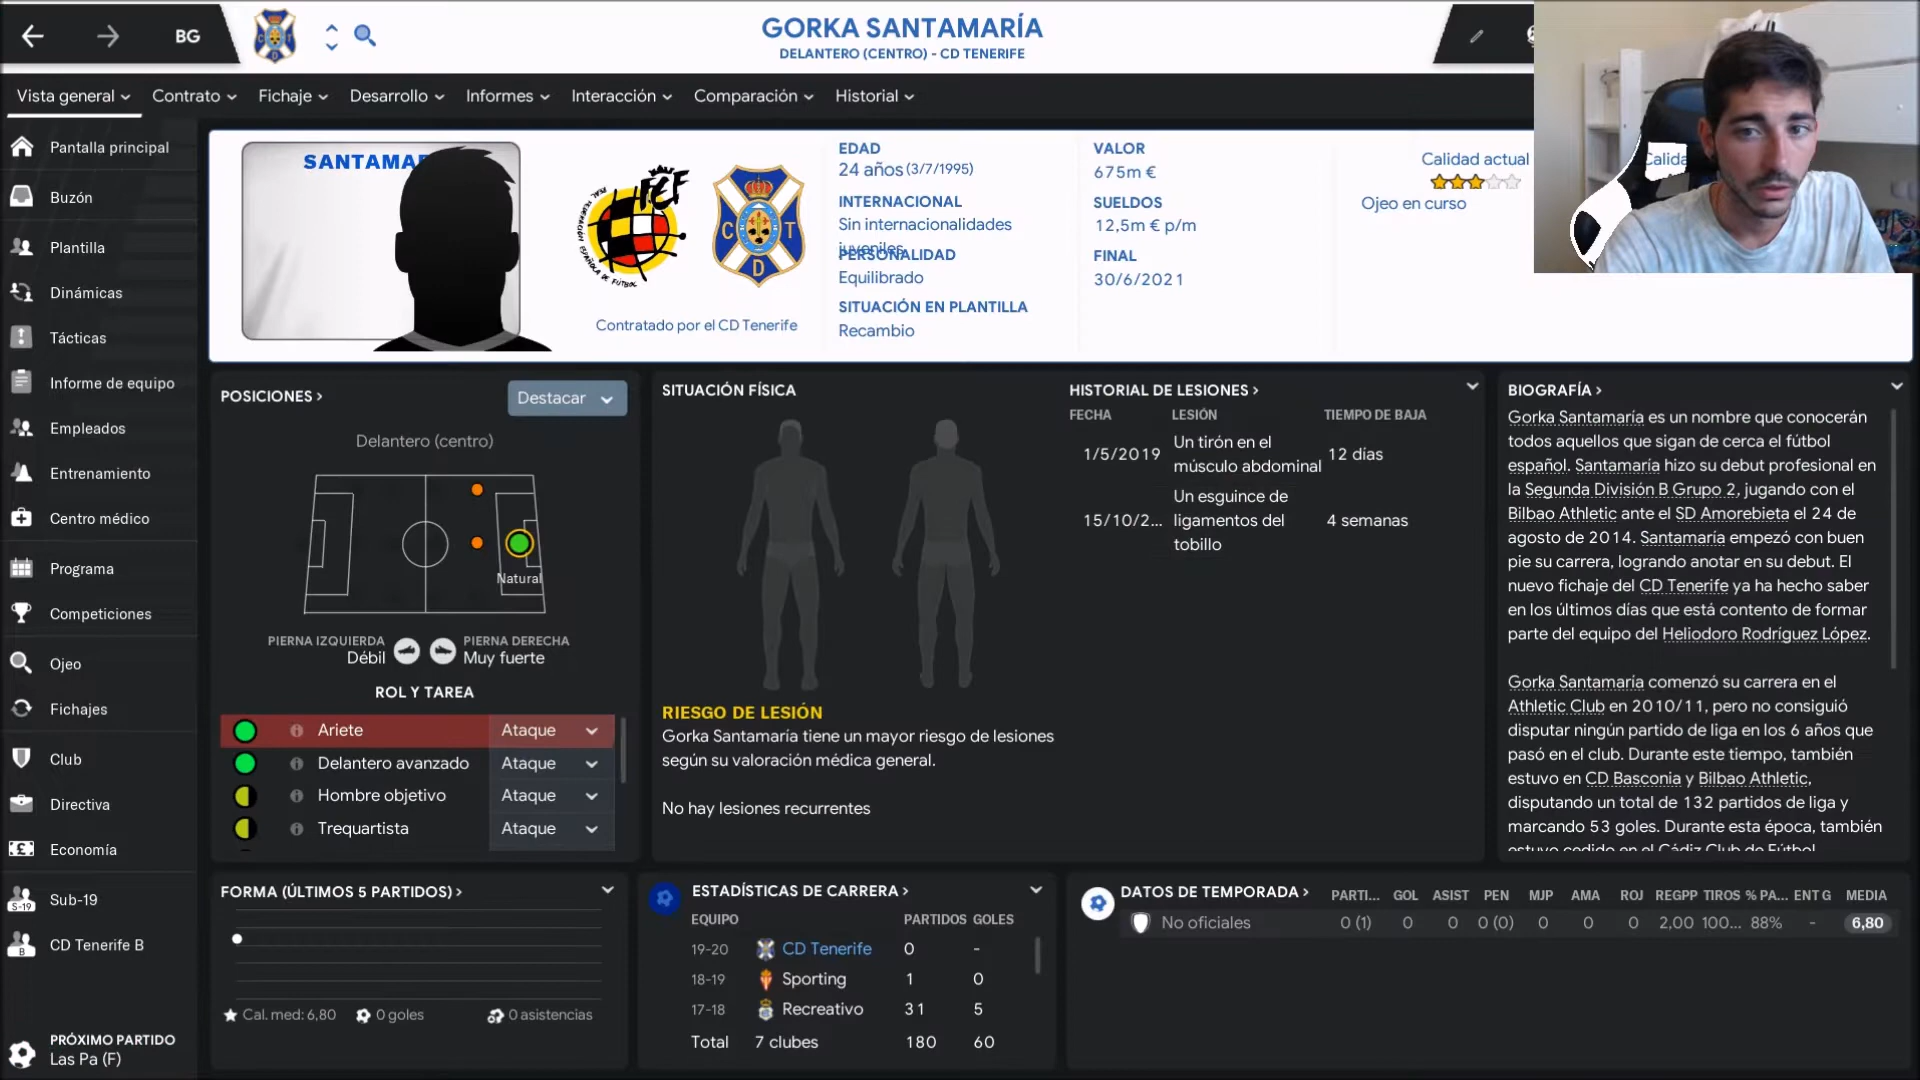 BG
GORKA SANTAMARÍA
DELANTERO (CENTRO) - CD TENERIFE
Vista general
Contrato
Fichaje
Desarrollo
Informes
Interacción
Comparación
Historial
Pantalla principal
Buzón
Plantilla
Dinámicas
Tácticas
Informe de equipo
Empleados
Entrenamiento
Centro médico
Programa
Competiciones
Ojeo
Fichajes
Club
Directiva
Economía
Sub-19
CD Tenerife B
PRÓXIMO PARTIDO
Las Pa (F)
Contratado por el CD Tenerife
EDAD
24 años (3/7/1995)
INTERNACIONAL
Sin internacionalidades
juveniles
PERSONALIDAD
Equilibrado
SITUACIÓN EN PLANTILLA
Recambio
VALOR
675m €
SUELDOS
12,5m € p/m
FINAL
30/6/2021
Calidad actual
Ojeo en curso
POSICIONES >
Destacar
Delantero (centro)
Natural
PIERNA IZQUIERDA
Débil
PIERNA DERECHA
Muy fuerte
ROL Y TAREA
Ariete Ataque
Delantero avanzado Ataque
Hombre objetivo Ataque
Trequartista Ataque
SITUACIÓN FÍSICA
RIESGO DE LESIÓN
Gorka Santamaría tiene un mayor riesgo de lesiones
según su valoración médica general.
No hay lesiones recurrentes
HISTORIAL DE LESIONES >
FECHA LESIÓN TIEMPO DE BAJA
1/5/2019 Un tirón en el
músculo abdominal 12 días
15/10/2... Un esguince de
ligamentos del
tobillo 4 semanas
BIOGRAFÍA >
Gorka Santamaría es un nombre que conocerán
todos aquellos que sigan de cerca el fútbol
español. Santamaría hizo su debut profesional en
la Segunda División B Grupo 2, jugando con el
Bilbao Athletic ante el SD Amorebieta el 24 de
agosto de 2014. Santamaría empezó con buen
pie su carrera, logrando anotar en su debut. El
nuevo fichaje del CD Tenerife ya ha hecho saber
en los últimos días que está contento de formar
parte del equipo del Heliodoro Rodríguez López.
Gorka Santamaría comenzó su carrera en el
Athletic Club en 2010/11, pero no consiguió
disputar ningún partido de liga en los 6 años que
pasó en el club. Durante este tiempo, también
estuvo en CD Basconia y Bilbao Athletic,
disputando un total de 132 partidos de liga y
marcando 53 goles. Durante esta época, también
estuvo cedido en el Cádiz Club de Fútbol
FORMA (ÚLTIMOS 5 PARTIDOS) >
Cal. med: 6,80 0 goles 0 asistencias
ESTADÍSTICAS DE CARRERA >
EQUIPO PARTIDOS GOLES
19-20 CD Tenerife 0 -
18-19 Sporting 1 0
17-18 Recreativo 31 5
Total 7 clubes 180 60
DATOS DE TEMPORADA > PARTI... GOL ASIST PEN MJP AMA ROJ REGPP TIROS % PA... ENT G MEDIA
No oficiales 0 (1) 0 0 0 (0) 0 0 0 2,00 100... 88% - 6,80